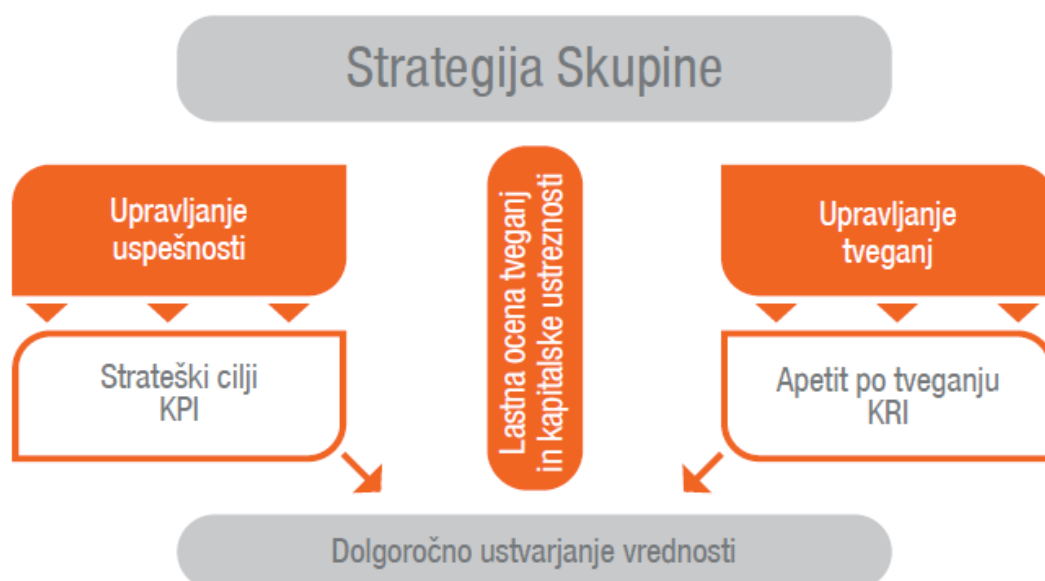 Strategija Skupine
Upravljanje
uspešnosti
Strateški cilji
KPI
Lastna ocena tveganj
in kapitalske ustreznosti
Upravljanje
tveganj
Apetit po tveganju
KRI
Dolgoročno ustvarjanje vrednosti